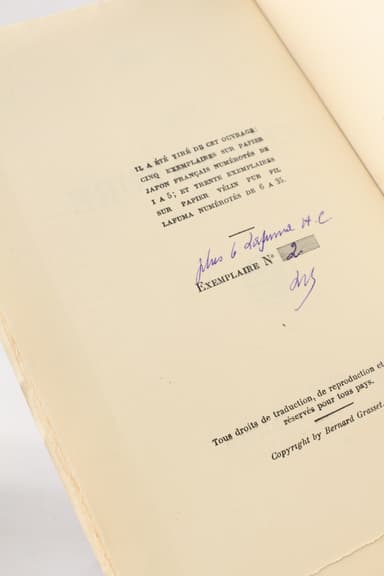 IL A ÉTÉ TIRÉ DE CET OUVRAGE:
CINQ EXEMPLAIRES SUR PAPIER
JAPON FRANÇAIS NUMÉROTÉS DE
1 A 5; ET TRENTE EXEMPLAIRES
SUR PAPIER VÉLIN PUR FIL
LAFUMA NUMÉROTÉS DE 6 A 35.
plus 6 Lafuma H.C
EXEMPLAIRE N° 2
Tous droits de traduction, de reproduction et
réservés pour tous pays.
Copyright by Bernard Grasset.